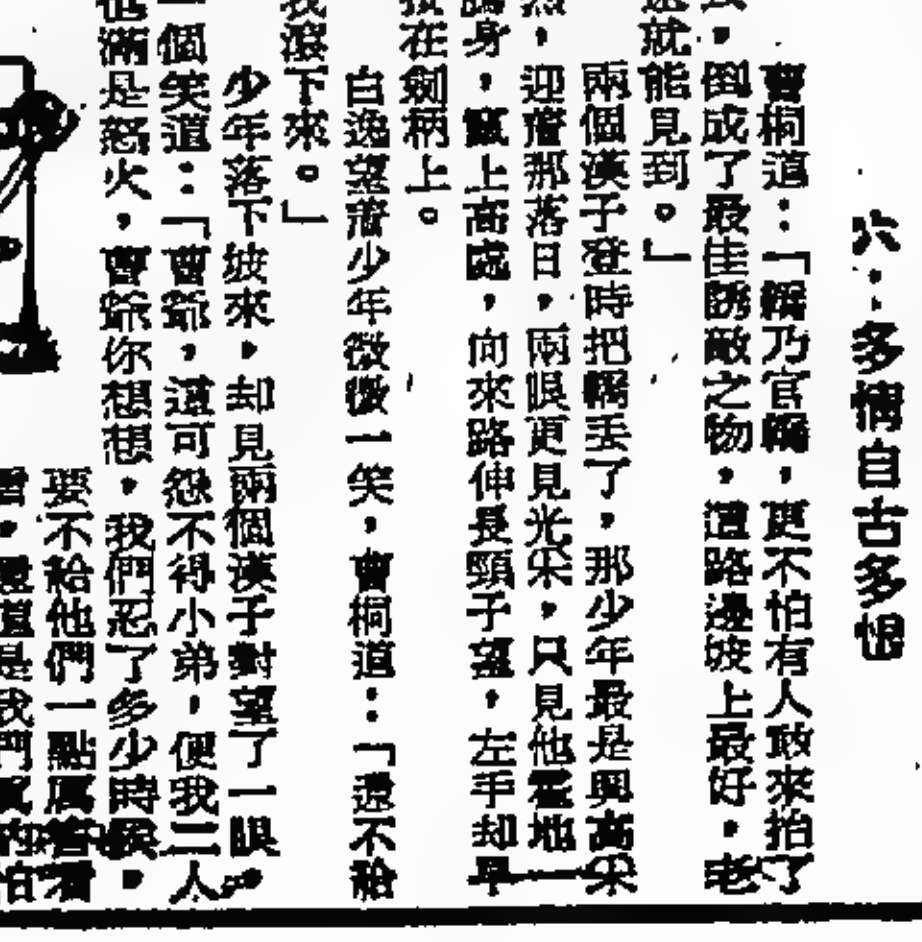 六：多情自古多恨
曹桐道：「轎乃官轎，更不怕有人敢來抬了
，倒成了最佳誘敵之物，這路邊坡上最好，老
就能見到。」
兩個漢子登時把轎丟了，那少年最是興高采
，迎着那落日，兩眼更見光采，只見他霍地
身，竄上高處，向來路伸長頸子望，左手却早
按在劍柄上。
白逸望着少年微微一笑，曹桐道：「還不給
我滾下來。」
少年落下坡來，却見兩個漢子對望了一眼。
一個笑道：「曹爺，這可怨不得小弟，便我二人
也滿是怒火，曹爺你想想，我們忍了多少時候，
要不給他們一點厲害看
道是我們真的怕